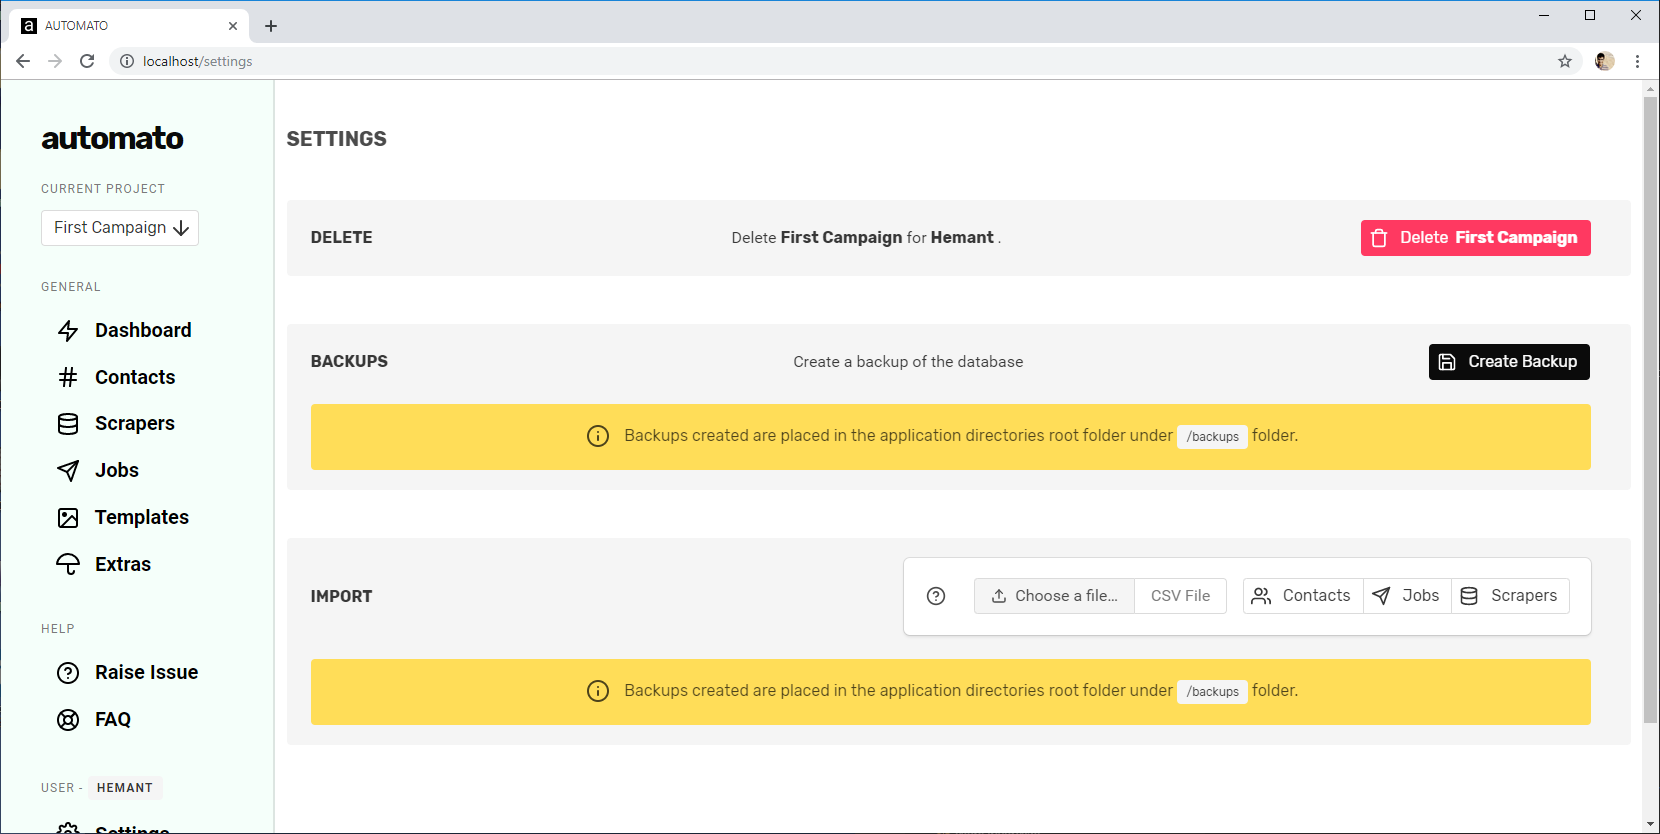 a AUTOMATO
localhost/settings
automato
CURRENT PROJECT
First Campaign
GENERAL
Dashboard
Contacts
Scrapers
Jobs
Templates
Extras
HELP
Raise Issue
FAQ
USER - HEMANT
Settings
SETTINGS
DELETE Delete First Campaign for Hemant . Delete First Campaign
BACKUPS Create a backup of the database Create Backup
Backups created are placed in the application directories root folder under /backups folder.
IMPORT Choose a file... CSV File Contacts Jobs Scrapers
Backups created are placed in the application directories root folder under /backups folder.